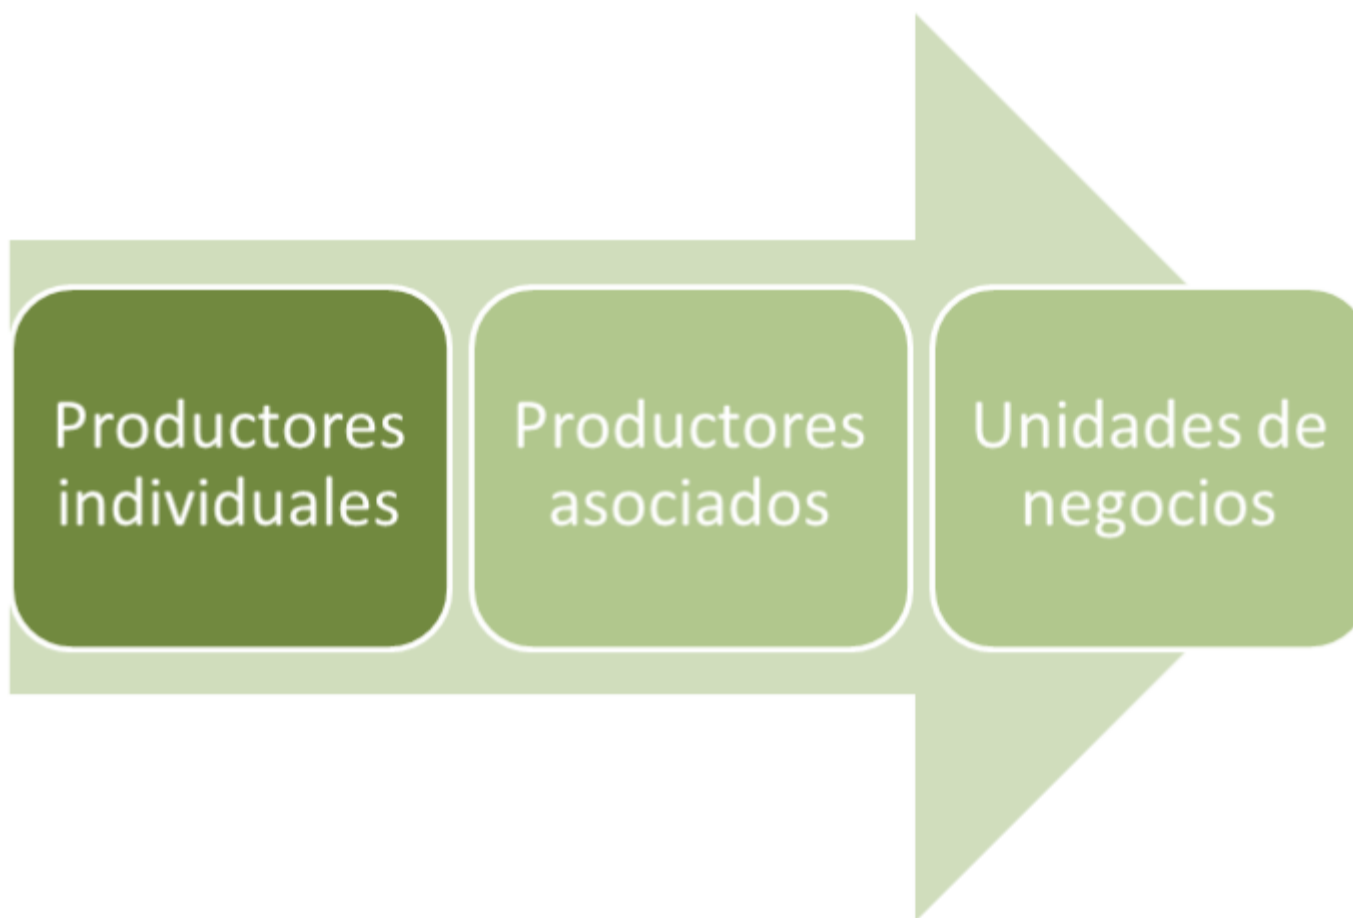 Productores
individuales
Productores
asociados
Unidades de
negocios